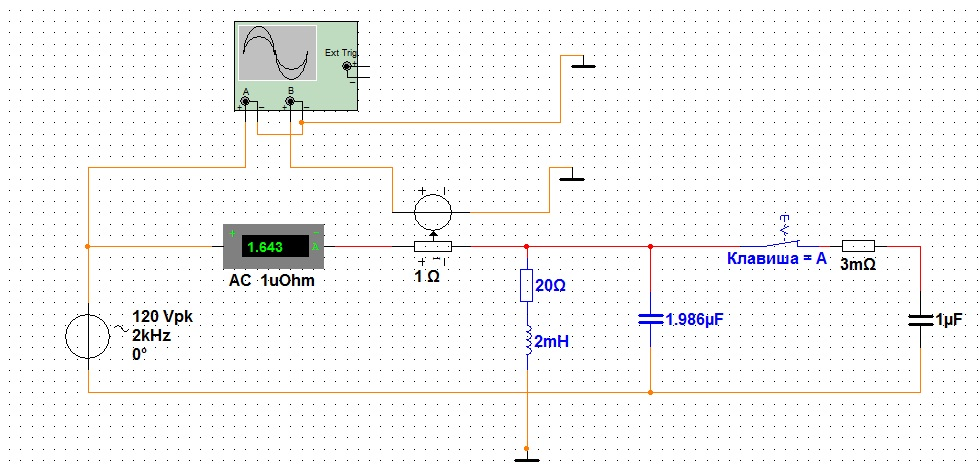 Ext Trig
+
−
A
B
+ − + −
+ −
1.643 A
AC 1uOhm
+ −
+ −
1 Ω
120 Vpk
2kHz
0°
20Ω
2mH
1.986µF
Клавиша = A
3mΩ
1µF